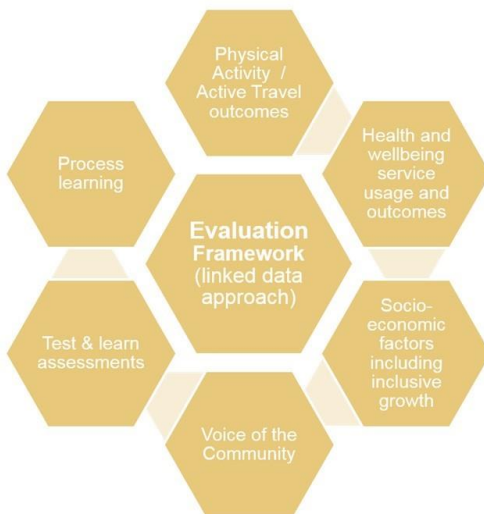 Physical
Activity /
Active Travel
outcomes
Health and
wellbeing
service
usage and
outcomes
Process
learning
Evaluation
Framework
(linked data
approach)
Socio-
economic
factors
including
inclusive
growth
Test & learn
assessments
Voice of the
Community